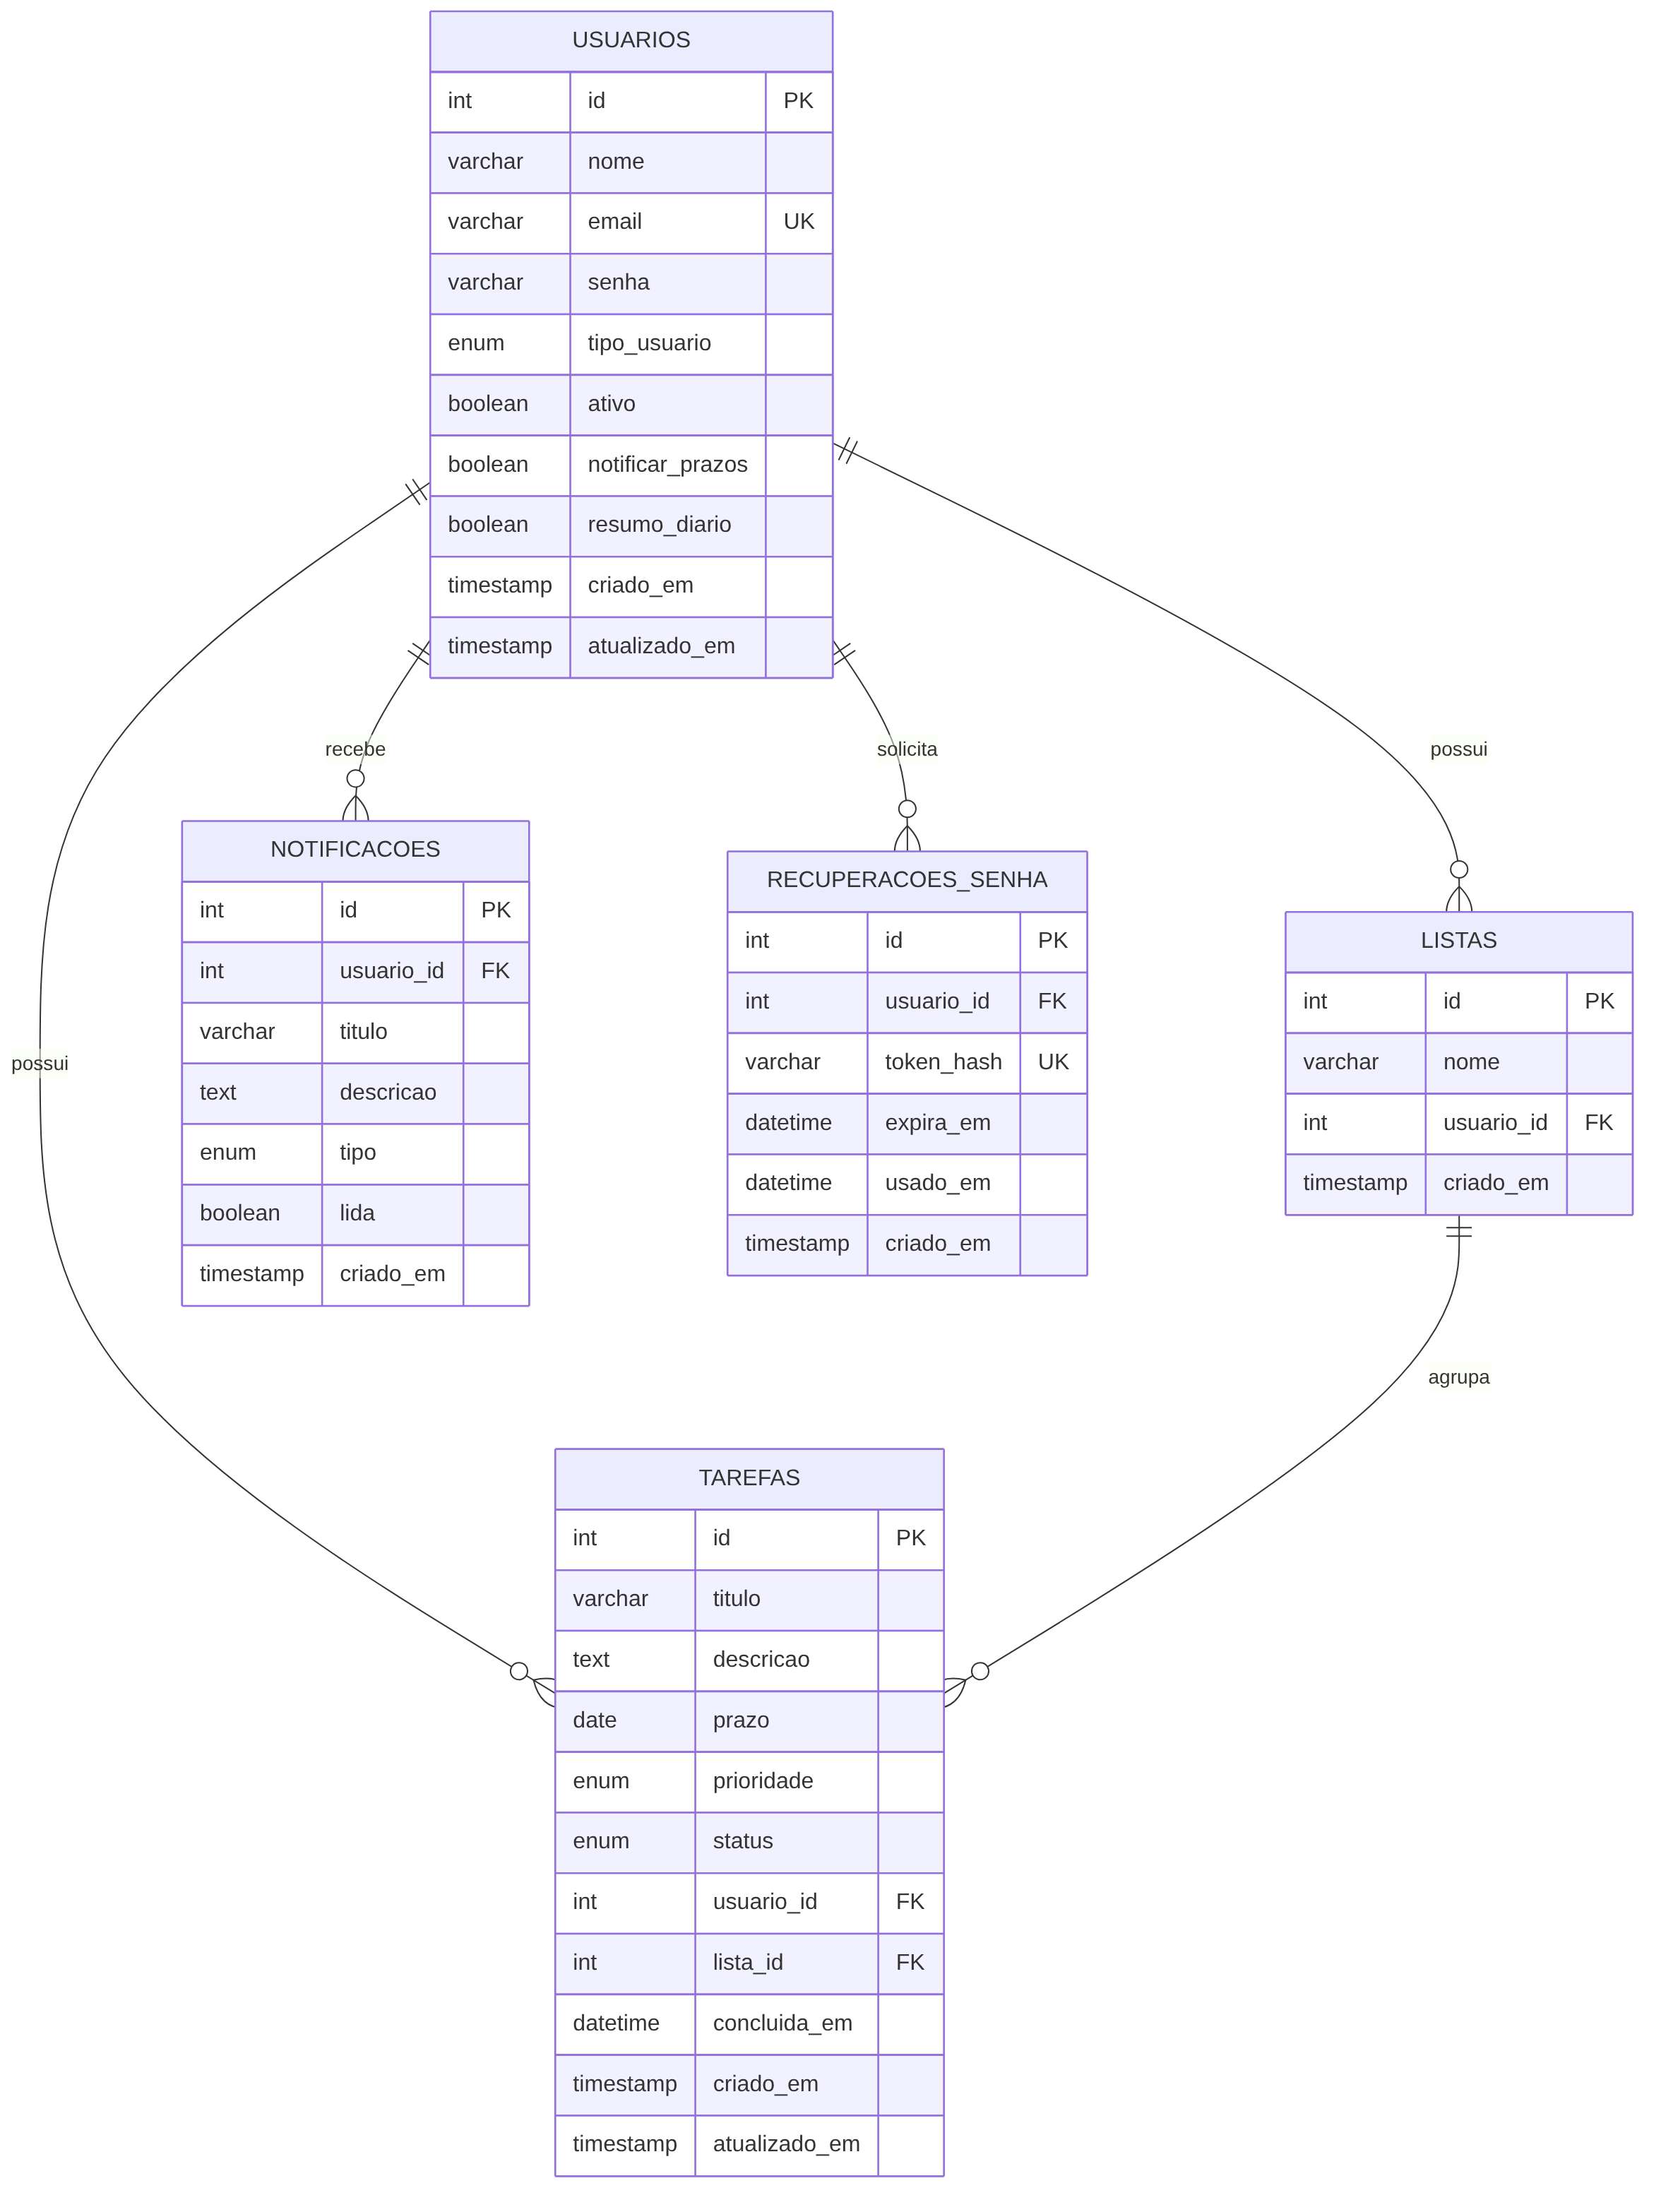 USUARIOS
int id PK
varchar nome
varchar email UK
varchar senha
enum tipo_usuario
boolean ativo
boolean notificar_prazos
boolean resumo_diario
timestamp criado_em
timestamp atualizado_em
recebe
solicita
possui
NOTIFICACOES
int id PK
int usuario_id FK
varchar titulo
text descricao
enum tipo
boolean lida
timestamp criado_em
RECUPERACOES_SENHA
int id PK
int usuario_id FK
varchar token_hash UK
datetime expira_em
datetime usado_em
timestamp criado_em
LISTAS
int id PK
varchar nome
int usuario_id FK
timestamp criado_em
possui
agrupa
TAREFAS
int id PK
varchar titulo
text descricao
date prazo
enum prioridade
enum status
int usuario_id FK
int lista_id FK
datetime concluida_em
timestamp criado_em
timestamp atualizado_em